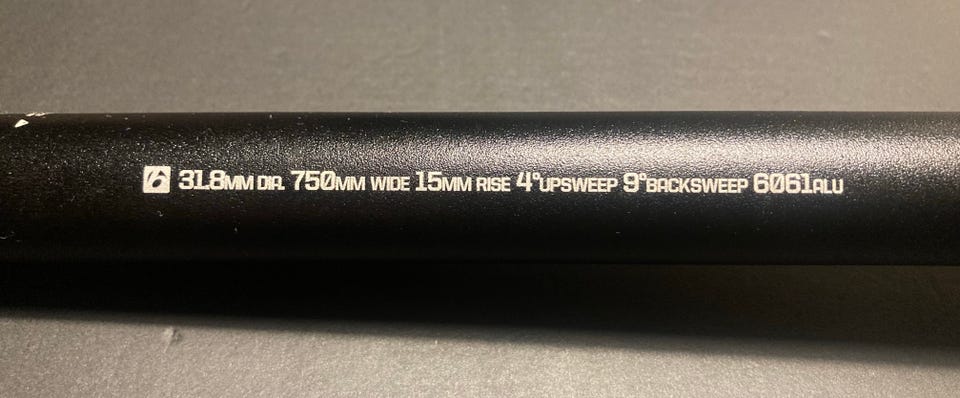 31.8MM DIA. 750MM WIDE 15MM RISE 4°UPSWEEP 9°BACKSWEEP 6061ALU